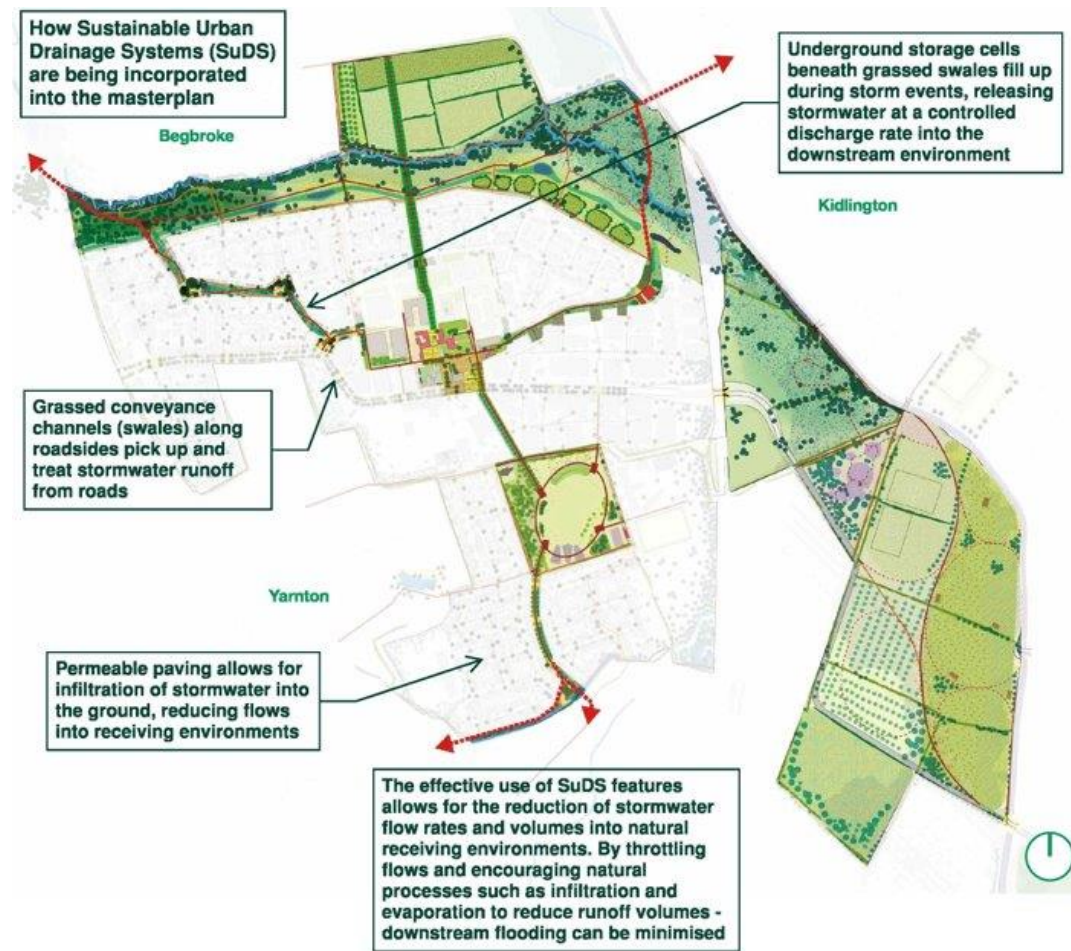 How Sustainable Urban
Drainage Systems (SuDS)
are being incorporated
into the masterplan
Begbroke
Underground storage cells
beneath grassed swales fill up
during storm events, releasing
stormwater at a controlled
discharge rate into the
downstream environment
Kidlington
Grassed conveyance
channels (swales) along
roadsides pick up and
treat stormwater runoff
from roads
Yarnton
Permeable paving allows for
infiltration of stormwater into
the ground, reducing flows
into receiving environments
The effective use of SuDS features
allows for the reduction of stormwater
flow rates and volumes into natural
receiving environments. By throttling
flows and encouraging natural
processes such as infiltration and
evaporation to reduce runoff volumes -
downstream flooding can be minimised